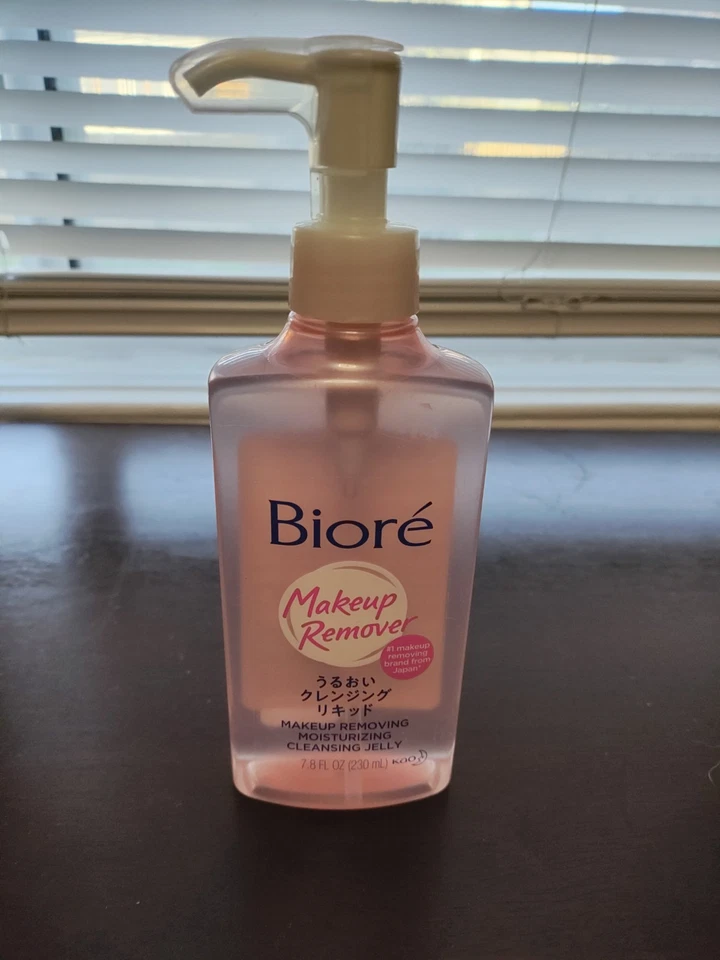 Bioré
Makeup
Remover
#1 makeup
removing
brand from
Japan*
うるおい
クレンジング
リキッド
MAKEUP REMOVING
MOISTURIZING
CLEANSING JELLY
7.8 FL OZ (230 mL) Kao